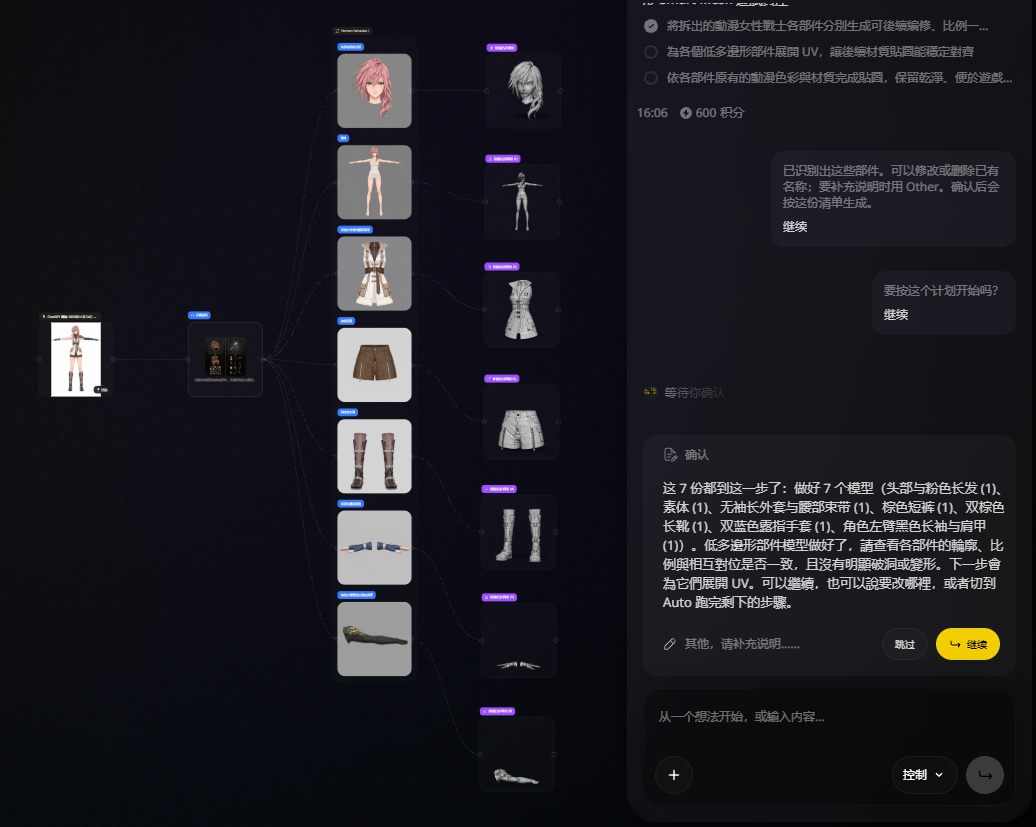 將拆出的動漫女性戰士各部件分別生成可後續編修、比例一...
為各個低多邊形部件展開 UV，讓後續材質貼圖能穩定對齊
依各部件原有的動漫色彩與材質完成貼圖，保留乾淨、便於遊戲...
16:06 600 积分
已识别出这些部件。可以修改或删除已有
名称；要补充说明时用 Other。确认后会
按这份清单生成。
继续
要按这个计划开始吗？
继续
等待你确认
确认
这 7 份都到这一步了：做好 7 个模型（头部与粉色长发 (1)、
素体 (1)、无袖长外套与腰部束带 (1)、棕色短裤 (1)、双棕色
长靴 (1)、双蓝色露指手套 (1)、角色左臂黑色长袖与肩甲
(1)）。低多邊形部件模型做好了，請查看各部件的輪廓、比
例與相互對位是否一致，且沒有明顯破洞或變形。下一步會
為它們展開 UV。可以繼續，也可以說要改哪裡，或者切到
Auto 跑完剩下的步驟。
其他，请补充说明......
跳过
继续
从一个想法开始，或输入内容...
控制